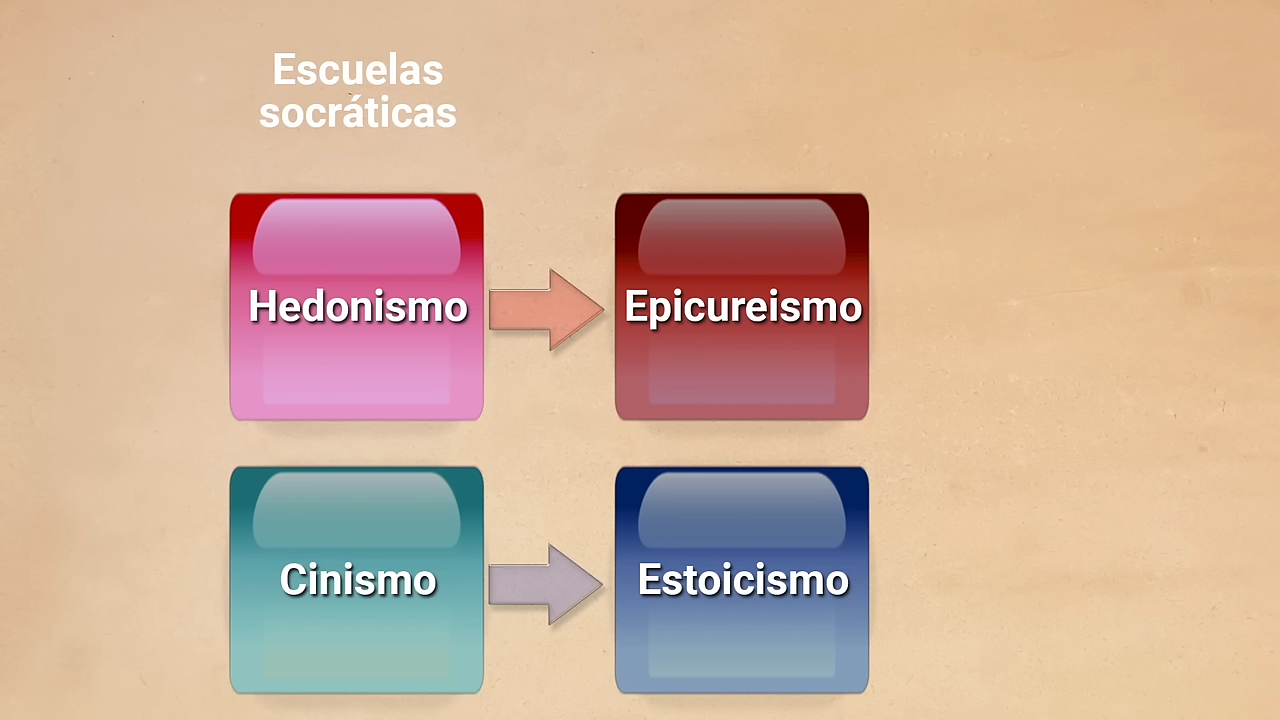 Escuelas
socráticas
Hedonismo
Epicureismo
Cinismo
Estoicismo